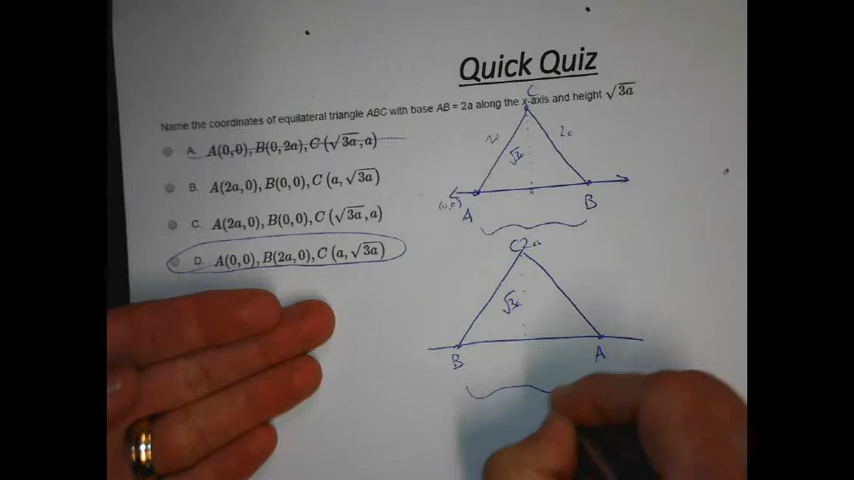 Quick Quiz
Name the coordinates of equilateral triangle ABC with base AB = 2a along the x-axis and height √3a
A. A(0,0), B(0,2a), C(√3a, a)
B. A(2a,0), B(0,0), C(a, √3a)
C. A(2a,0), B(0,0), C(√3a, a)
D. A(0,0), B(2a,0), C(a, √3a)
C
2a
2a
√3a
(0,0)
A
B
2a
C
√3a
B
A